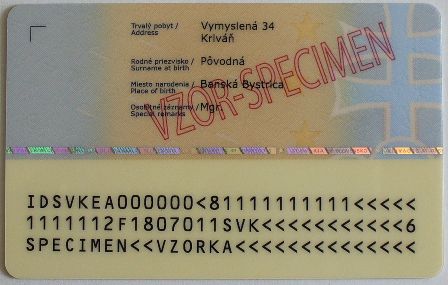 Trvalý pobyt / Vymyslená 34
Address Kriváň
Rodné priezvisko / Pôvodná
Surname at birth
Miesto narodenia / Banská Bystrica
Place of birth
Osobitné záznamy / Mgr.
Special remarks
VZOR-SPECIMEN
IDSVKEA000000<81111111111<<<<<
1111112F1807011SVK<<<<<<<<<<<6
SPECIMEN<<VZORKA<<<<<<<<<<<<<<